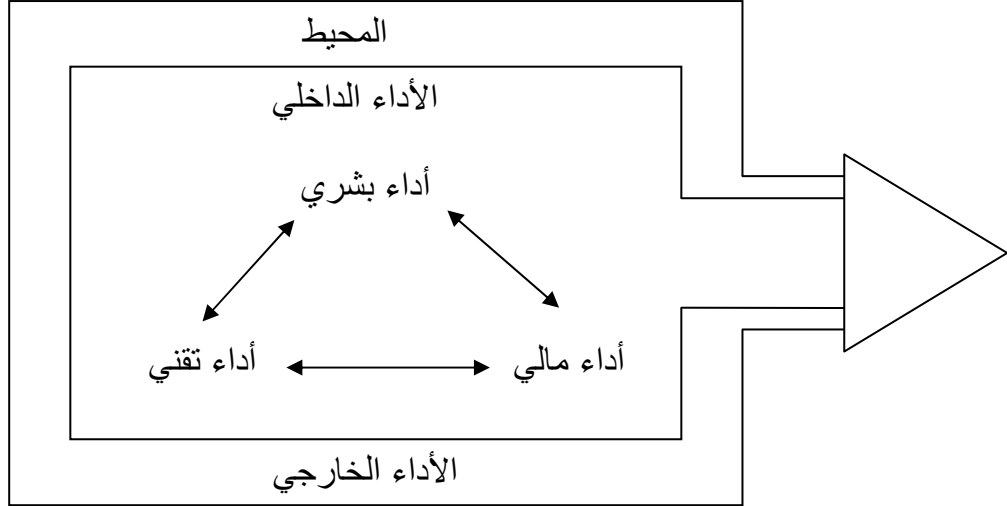 المحيط
الأداء الداخلي
أداء بشري
أداء مالي
أداء تقني
الأداء الخارجي